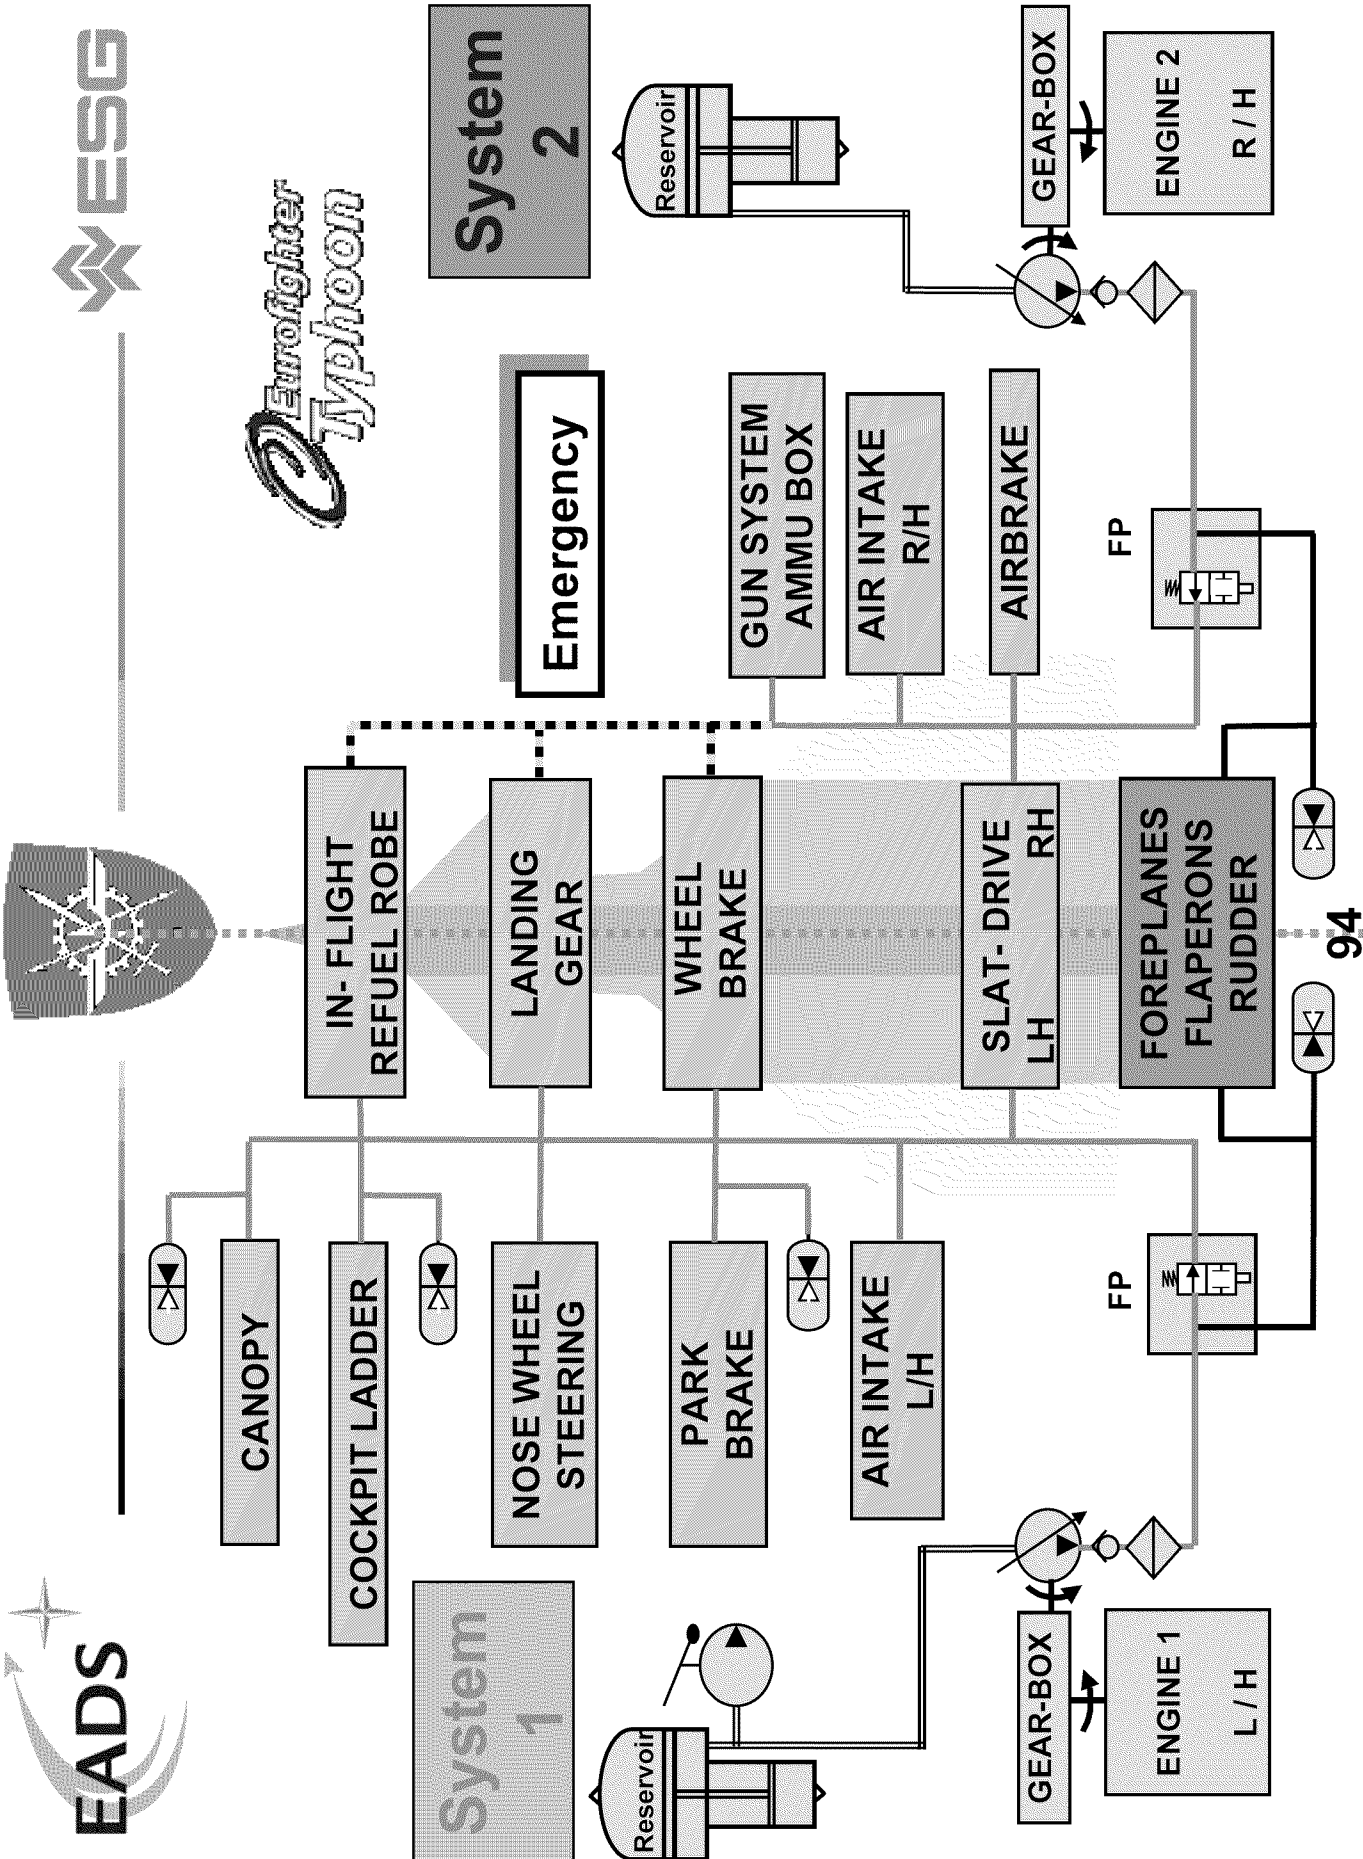 EADS
ESG
Eurofighter
Typhoon
System
1
System
2
Emergency
CANOPY
COCKPIT LADDER
NOSE WHEEL
STEERING
PARK
BRAKE
AIR INTAKE
L/H
IN- FLIGHT
REFUEL ROBE
LANDING
GEAR
WHEEL
BRAKE
SLAT- DRIVE
LH RH
FOREPLANES
FLAPERONS
RUDDER
GUN SYSTEM
AMMU BOX
AIR INTAKE
R/H
AIRBRAKE
Reservoir
Reservoir
FP
FP
GEAR-BOX
ENGINE 1
L / H
GEAR-BOX
ENGINE 2
R / H
94